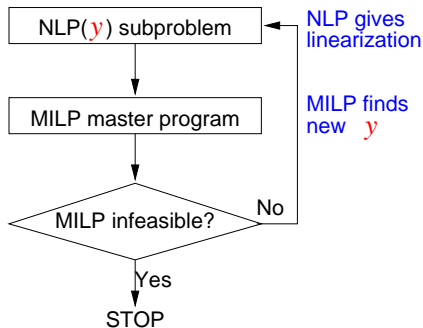 NLP(y) subproblem
NLP gives
linearization
MILP master program
MILP finds
new y
MILP infeasible?
No
Yes
STOP